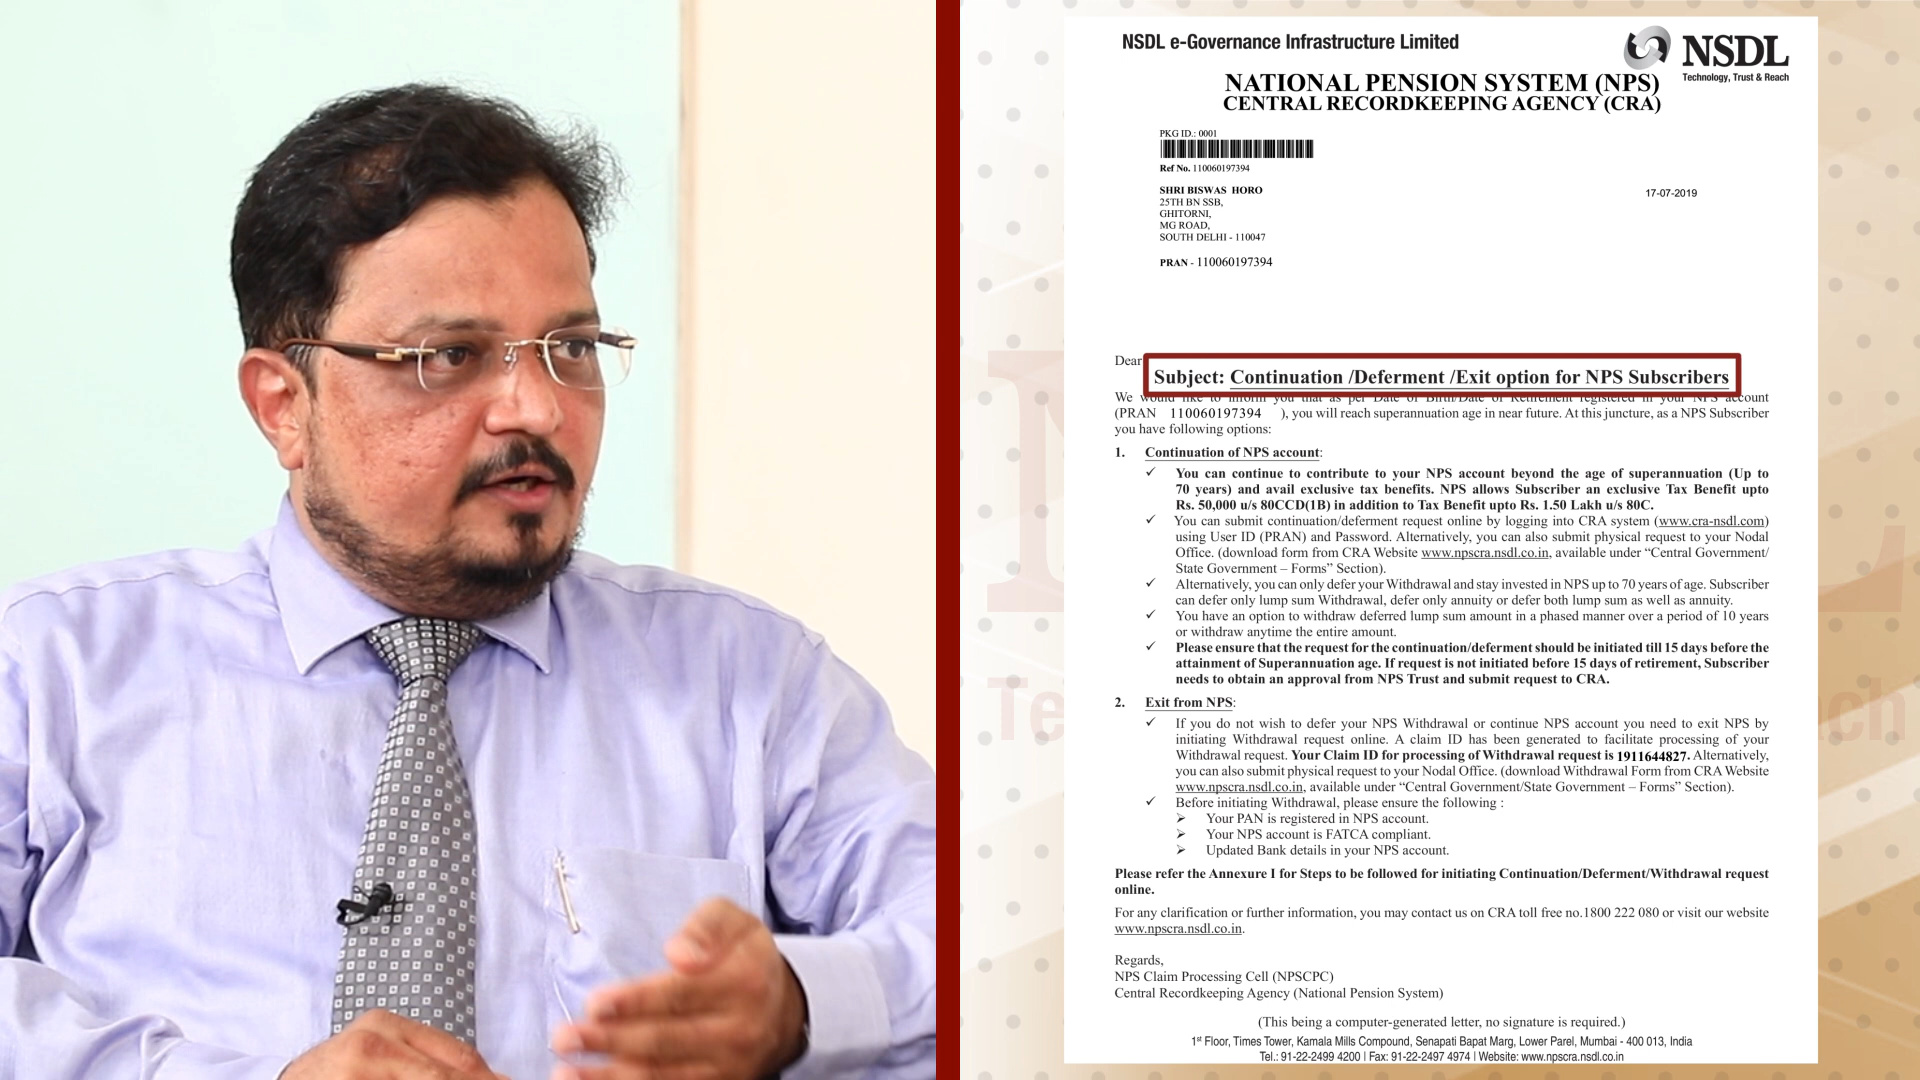 NSDL e-Governance Infrastructure Limited
NSDL
Technology, Trust & Reach
NATIONAL PENSION SYSTEM (NPS)
CENTRAL RECORDKEEPING AGENCY (CRA)
PKG ID.: 0001
Ref No. 110060197394
SHRI BISWAS HORO
25TH BN SSB,
GHITORNI,
MG ROAD,
SOUTH DELHI - 110047
17-07-2019
PRAN - 110060197394
Dear
Subject: Continuation /Deferment /Exit option for NPS Subscribers
We would like to inform you that as per Date of Birth/Date of Retirement registered in your NPS account
(PRAN 110060197394 ), you will reach superannuation age in near future. At this juncture, as a NPS Subscriber
you have following options:
1. Continuation of NPS account:
✓ You can continue to contribute to your NPS account beyond the age of superannuation (Up to
70 years) and avail exclusive tax benefits. NPS allows Subscriber an exclusive Tax Benefit upto
Rs. 50,000 u/s 80CCD(1B) in addition to Tax Benefit upto Rs. 1.50 Lakh u/s 80C.
✓ You can submit continuation/deferment request online by logging into CRA system (www.cra-nsdl.com)
using User ID (PRAN) and Password. Alternatively, you can also submit physical request to your Nodal
Office. (download form from CRA Website www.npscra.nsdl.co.in, available under “Central Government/
State Government – Forms” Section).
✓ Alternatively, you can only defer your Withdrawal and stay invested in NPS up to 70 years of age. Subscriber
can defer only lump sum Withdrawal, defer only annuity or defer both lump sum as well as annuity.
✓ You have an option to withdraw deferred lump sum amount in a phased manner over a period of 10 years
or withdraw anytime the entire amount.
✓ Please ensure that the request for the continuation/deferment should be initiated till 15 days before the
attainment of Superannuation age. If request is not initiated before 15 days of retirement, Subscriber
needs to obtain an approval from NPS Trust and submit request to CRA.
2. Exit from NPS:
✓ If you do not wish to defer your NPS Withdrawal or continue NPS account you need to exit NPS by
initiating Withdrawal request online. A claim ID has been generated to facilitate processing of your
Withdrawal request. Your Claim ID for processing of Withdrawal request is 1911644827. Alternatively,
you can also submit physical request to your Nodal Office. (download Withdrawal Form from CRA Website
www.npscra.nsdl.co.in, available under “Central Government/State Government – Forms” Section).
✓ Before initiating Withdrawal, please ensure the following :
➢ Your PAN is registered in NPS account.
➢ Your NPS account is FATCA compliant.
➢ Updated Bank details in your NPS account.
Please refer the Annexure I for Steps to be followed for initiating Continuation/Deferment/Withdrawal request
online.
For any clarification or further information, you may contact us on CRA toll free no.1800 222 080 or visit our website
www.npscra.nsdl.co.in.
Regards,
NPS Claim Processing Cell (NPSCPC)
Central Recordkeeping Agency (National Pension System)
(This being a computer-generated letter, no signature is required.)
1st Floor, Times Tower, Kamala Mills Compound, Senapati Bapat Marg, Lower Parel, Mumbai - 400 013, India
Tel.: 91-22-2499 4200 | Fax: 91-22-2497 4974 | Website: www.npscra.nsdl.co.in